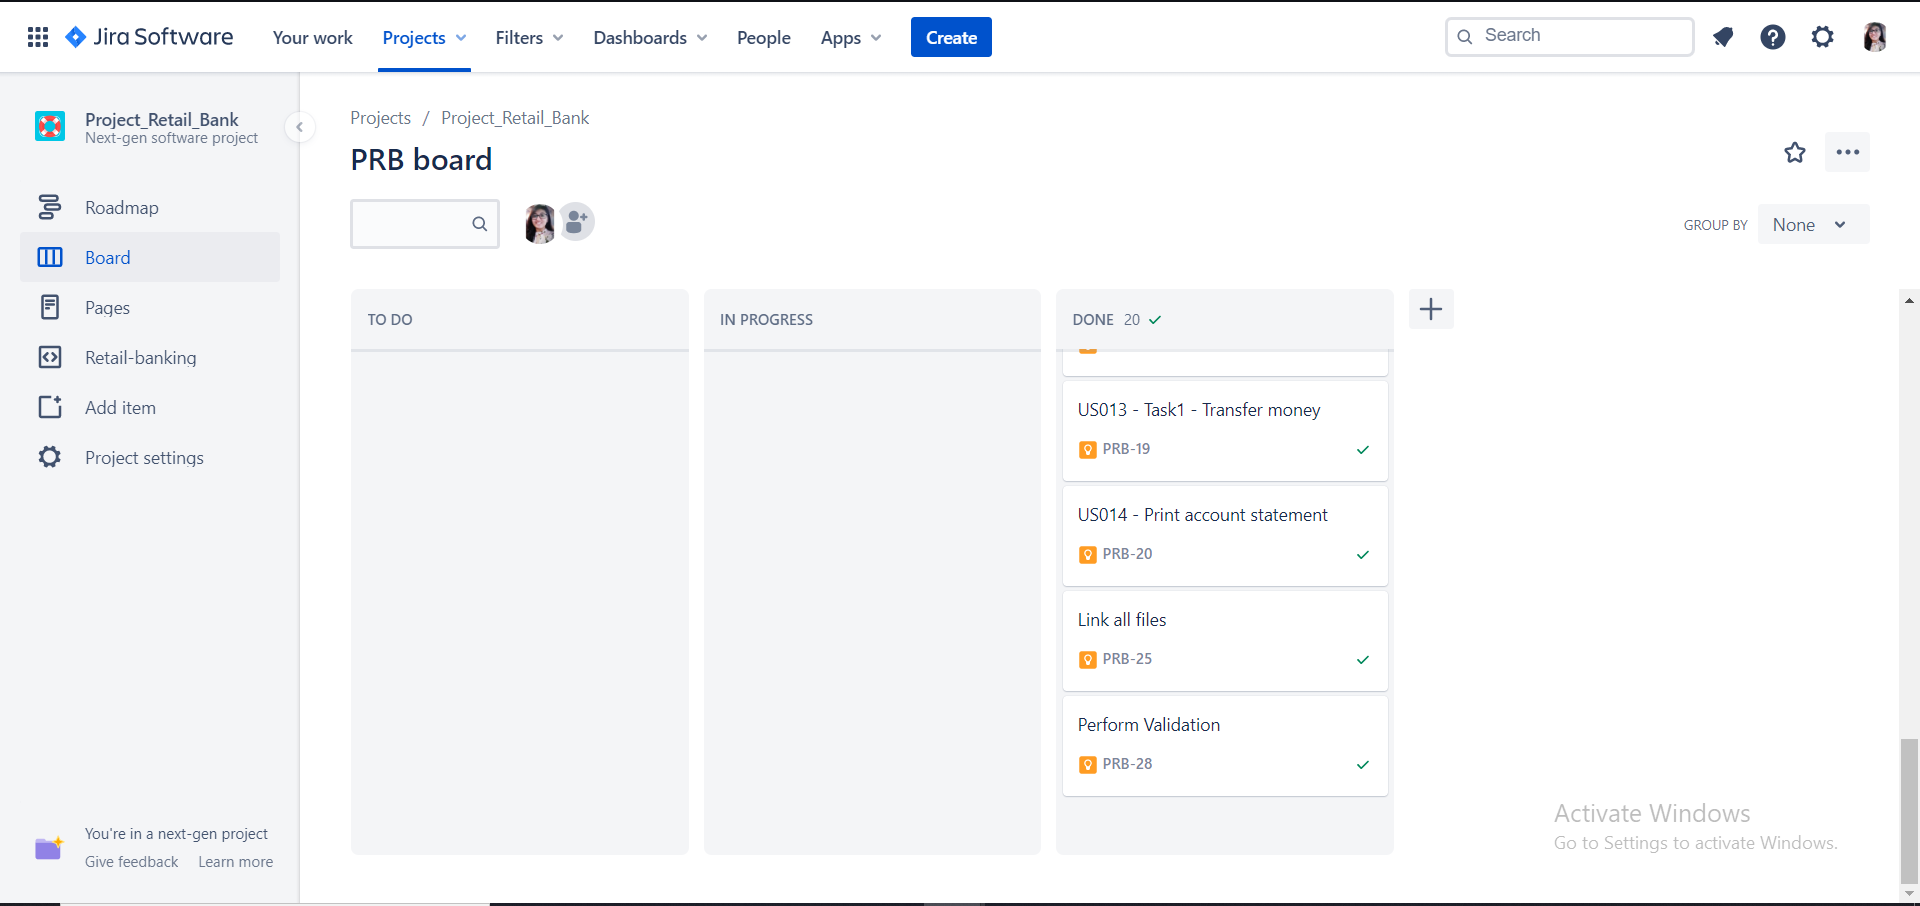 Jira Software
Your work
Projects
Filters
Dashboards
People
Apps
Create
Search
Project_Retail_Bank
Next-gen software project
Roadmap
Board
Pages
Retail-banking
Add item
Project settings
You're in a next-gen project
Give feedback
Learn more
Projects / Project_Retail_Bank
PRB board
GROUP BY
None
TO DO
IN PROGRESS
DONE 20
US013 - Task1 - Transfer money
PRB-19
US014 - Print account statement
PRB-20
Link all files
PRB-25
Perform Validation
PRB-28
Activate Windows
Go to Settings to activate Windows.